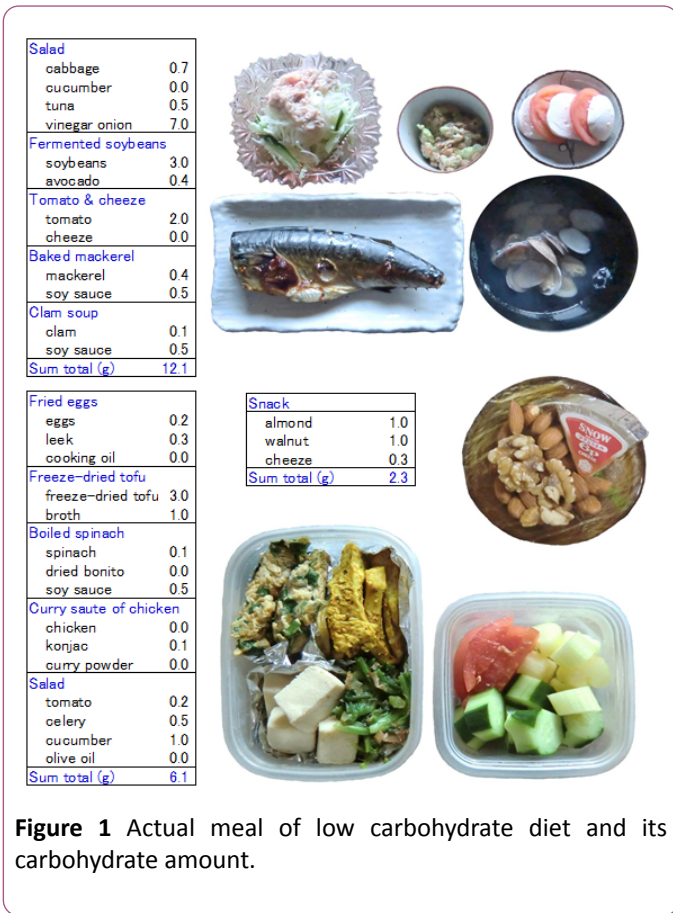 Salad
cabbage 0.7
cucumber 0.0
tuna 0.5
vinegar onion 7.0
Fermented soybeans
soybeans 3.0
avocado 0.4
Tomato & cheeze
tomato 2.0
cheeze 0.0
Baked mackerel
mackerel 0.4
soy sauce 0.5
Clam soup
clam 0.1
soy sauce 0.5
Sum total (g) 12.1
Fried eggs
eggs 0.2
leek 0.3
cooking oil 0.0
Freeze-dried tofu
freeze-dried tofu 3.0
broth 1.0
Boiled spinach
spinach 0.1
dried bonito 0.0
soy sauce 0.5
Curry saute of chicken
chicken 0.0
konjac 0.1
curry powder 0.0
Salad
tomato 0.2
celery 0.5
cucumber 1.0
olive oil 0.0
Sum total (g) 6.1
Snack
almond 1.0
walnut 1.0
cheeze 0.3
Sum total (g) 2.3
SNOW
6P
Figure 1 Actual meal of low carbohydrate diet and its
carbohydrate amount.